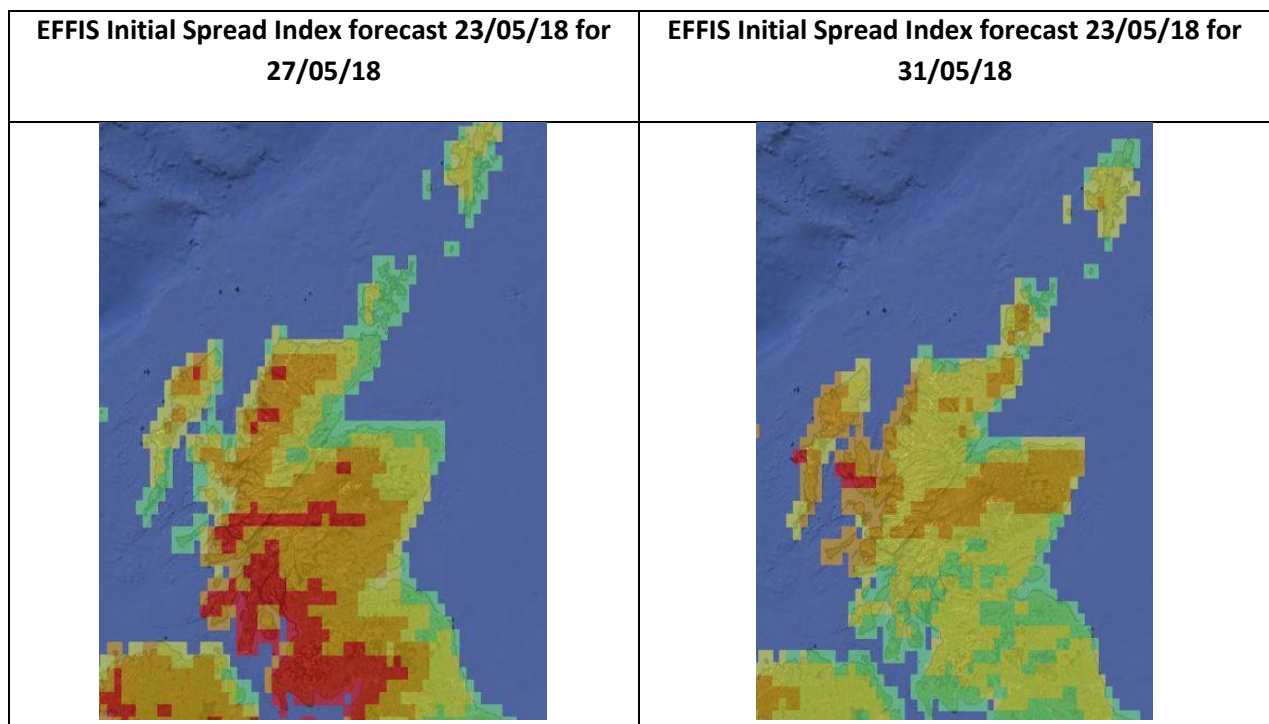 EFFIS Initial Spread Index forecast 23/05/18 for
27/05/18
EFFIS Initial Spread Index forecast 23/05/18 for
31/05/18